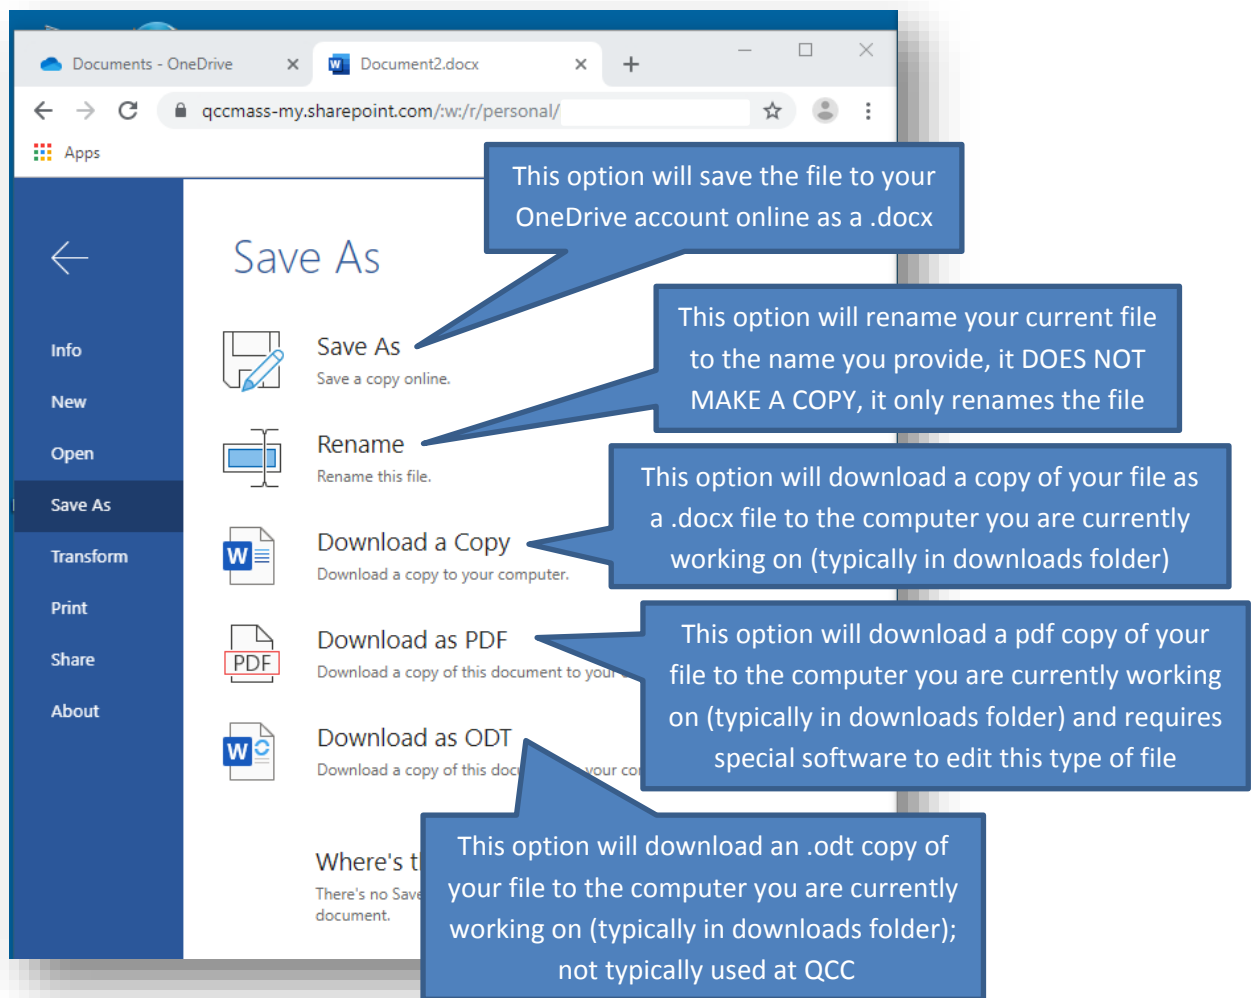 Documents - OneDrive
Document2.docx
qccmass-my.sharepoint.com/:w:/r/personal/
Apps
This option will save the file to your
OneDrive account online as a .docx
Save As
Info
New
Open
Save As
Transform
Print
Share
About
Save As
Save a copy online.
This option will rename your current file
to the name you provide, it DOES NOT
MAKE A COPY, it only renames the file
Rename
Rename this file.
This option will download a copy of your file as
a .docx file to the computer you are currently
working on (typically in downloads folder)
W
Download a Copy
Download a copy to your computer.
This option will download a pdf copy of your
file to the computer you are currently working
on (typically in downloads folder) and requires
special software to edit this type of file
PDF
Download as PDF
Download a copy of this document to your
W
Download as ODT
Download a copy of this your
This option will download an .odt copy of
your file to the computer you are currently
working on (typically in downloads folder);
not typically used at QCC
Where's
There's no Save
document.